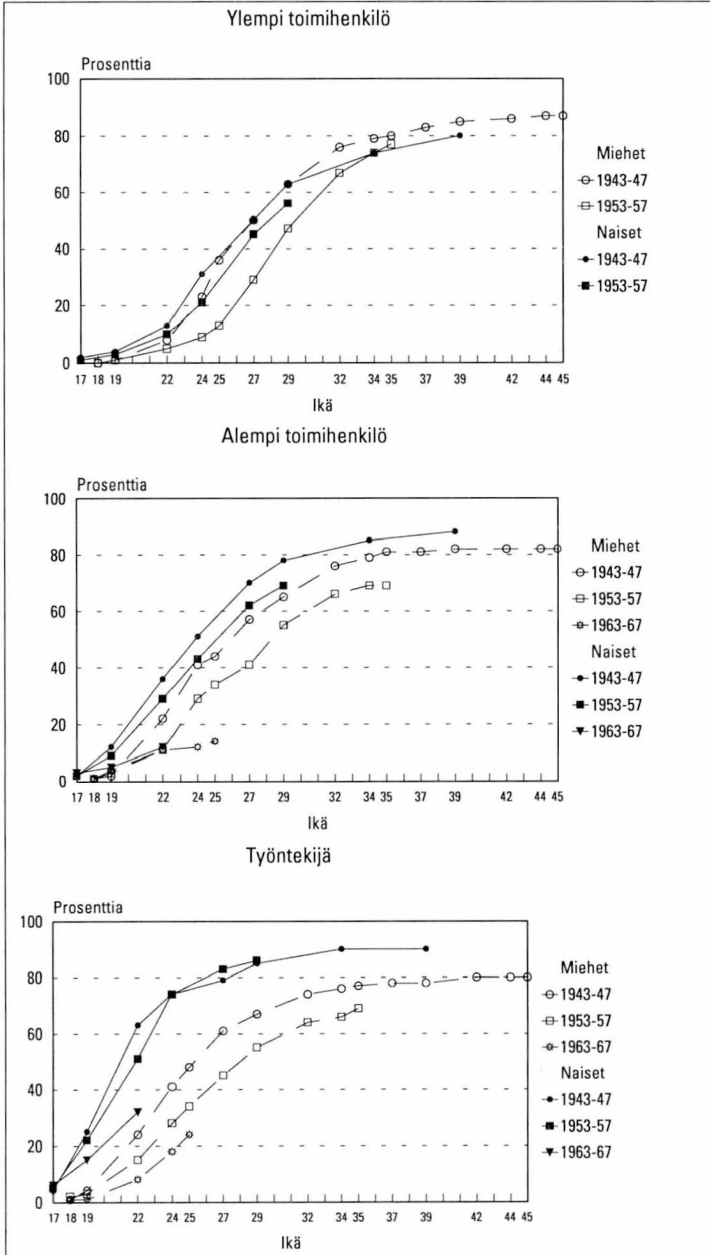 Ylempi toimihenkilö
Prosenttia
100
80
60
40
20
0
17 18 19 22 24 25 27 29 32 34 35 37 39 42 44 45
Ikä
Miehet
1943-47
1953-57
Naiset
1943-47
1953-57
Alempi toimihenkilö
Prosenttia
100
80
60
40
20
0
17 18 19 22 24 25 27 29 32 34 35 37 39 42 44 45
Ikä
Miehet
1943-47
1953-57
1963-67
Naiset
1943-47
1953-57
1963-67
Työntekijä
Prosenttia
100
80
60
40
20
0
17 18 19 22 24 25 27 29 32 34 35 37 39 42 44 45
Ikä
Miehet
1943-47
1953-57
1963-67
Naiset
1943-47
1953-57
1963-67